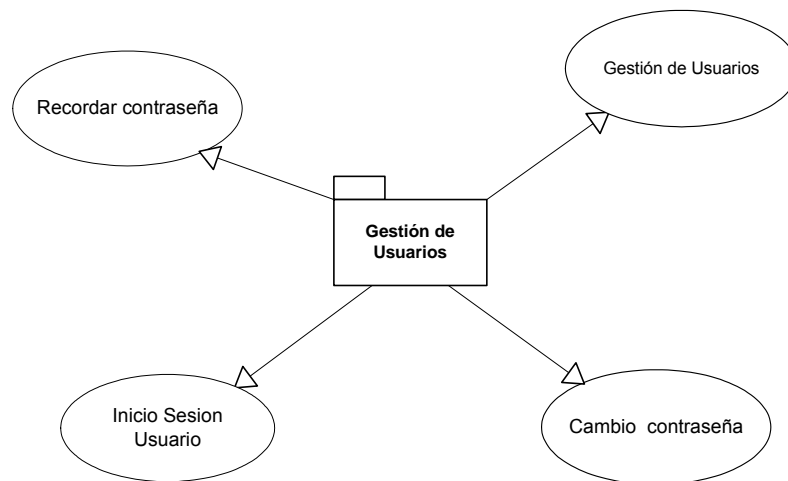 Gestión de Usuarios
Recordar contraseña
Gestión de
Usuarios
Inicio Sesion
Usuario
Cambio  contraseña